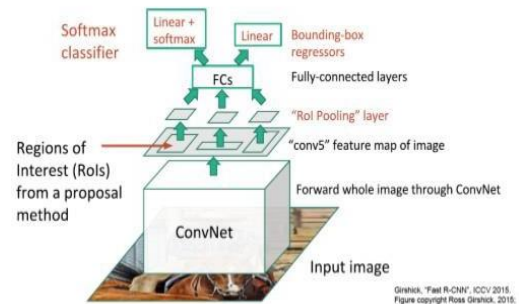 Softmax
classifier
Linear +
softmax
Linear
Bounding-box
regressors
FCs
Fully-connected layers
"RoI Pooling" layer
Regions of
Interest (RoIs)
from a proposal
method
"conv5" feature map of image
Forward whole image through ConvNet
ConvNet
Input image
Girshick, "Fast R-CNN", ICCV 2015.
Figure copyright Ross Girshick, 2015.